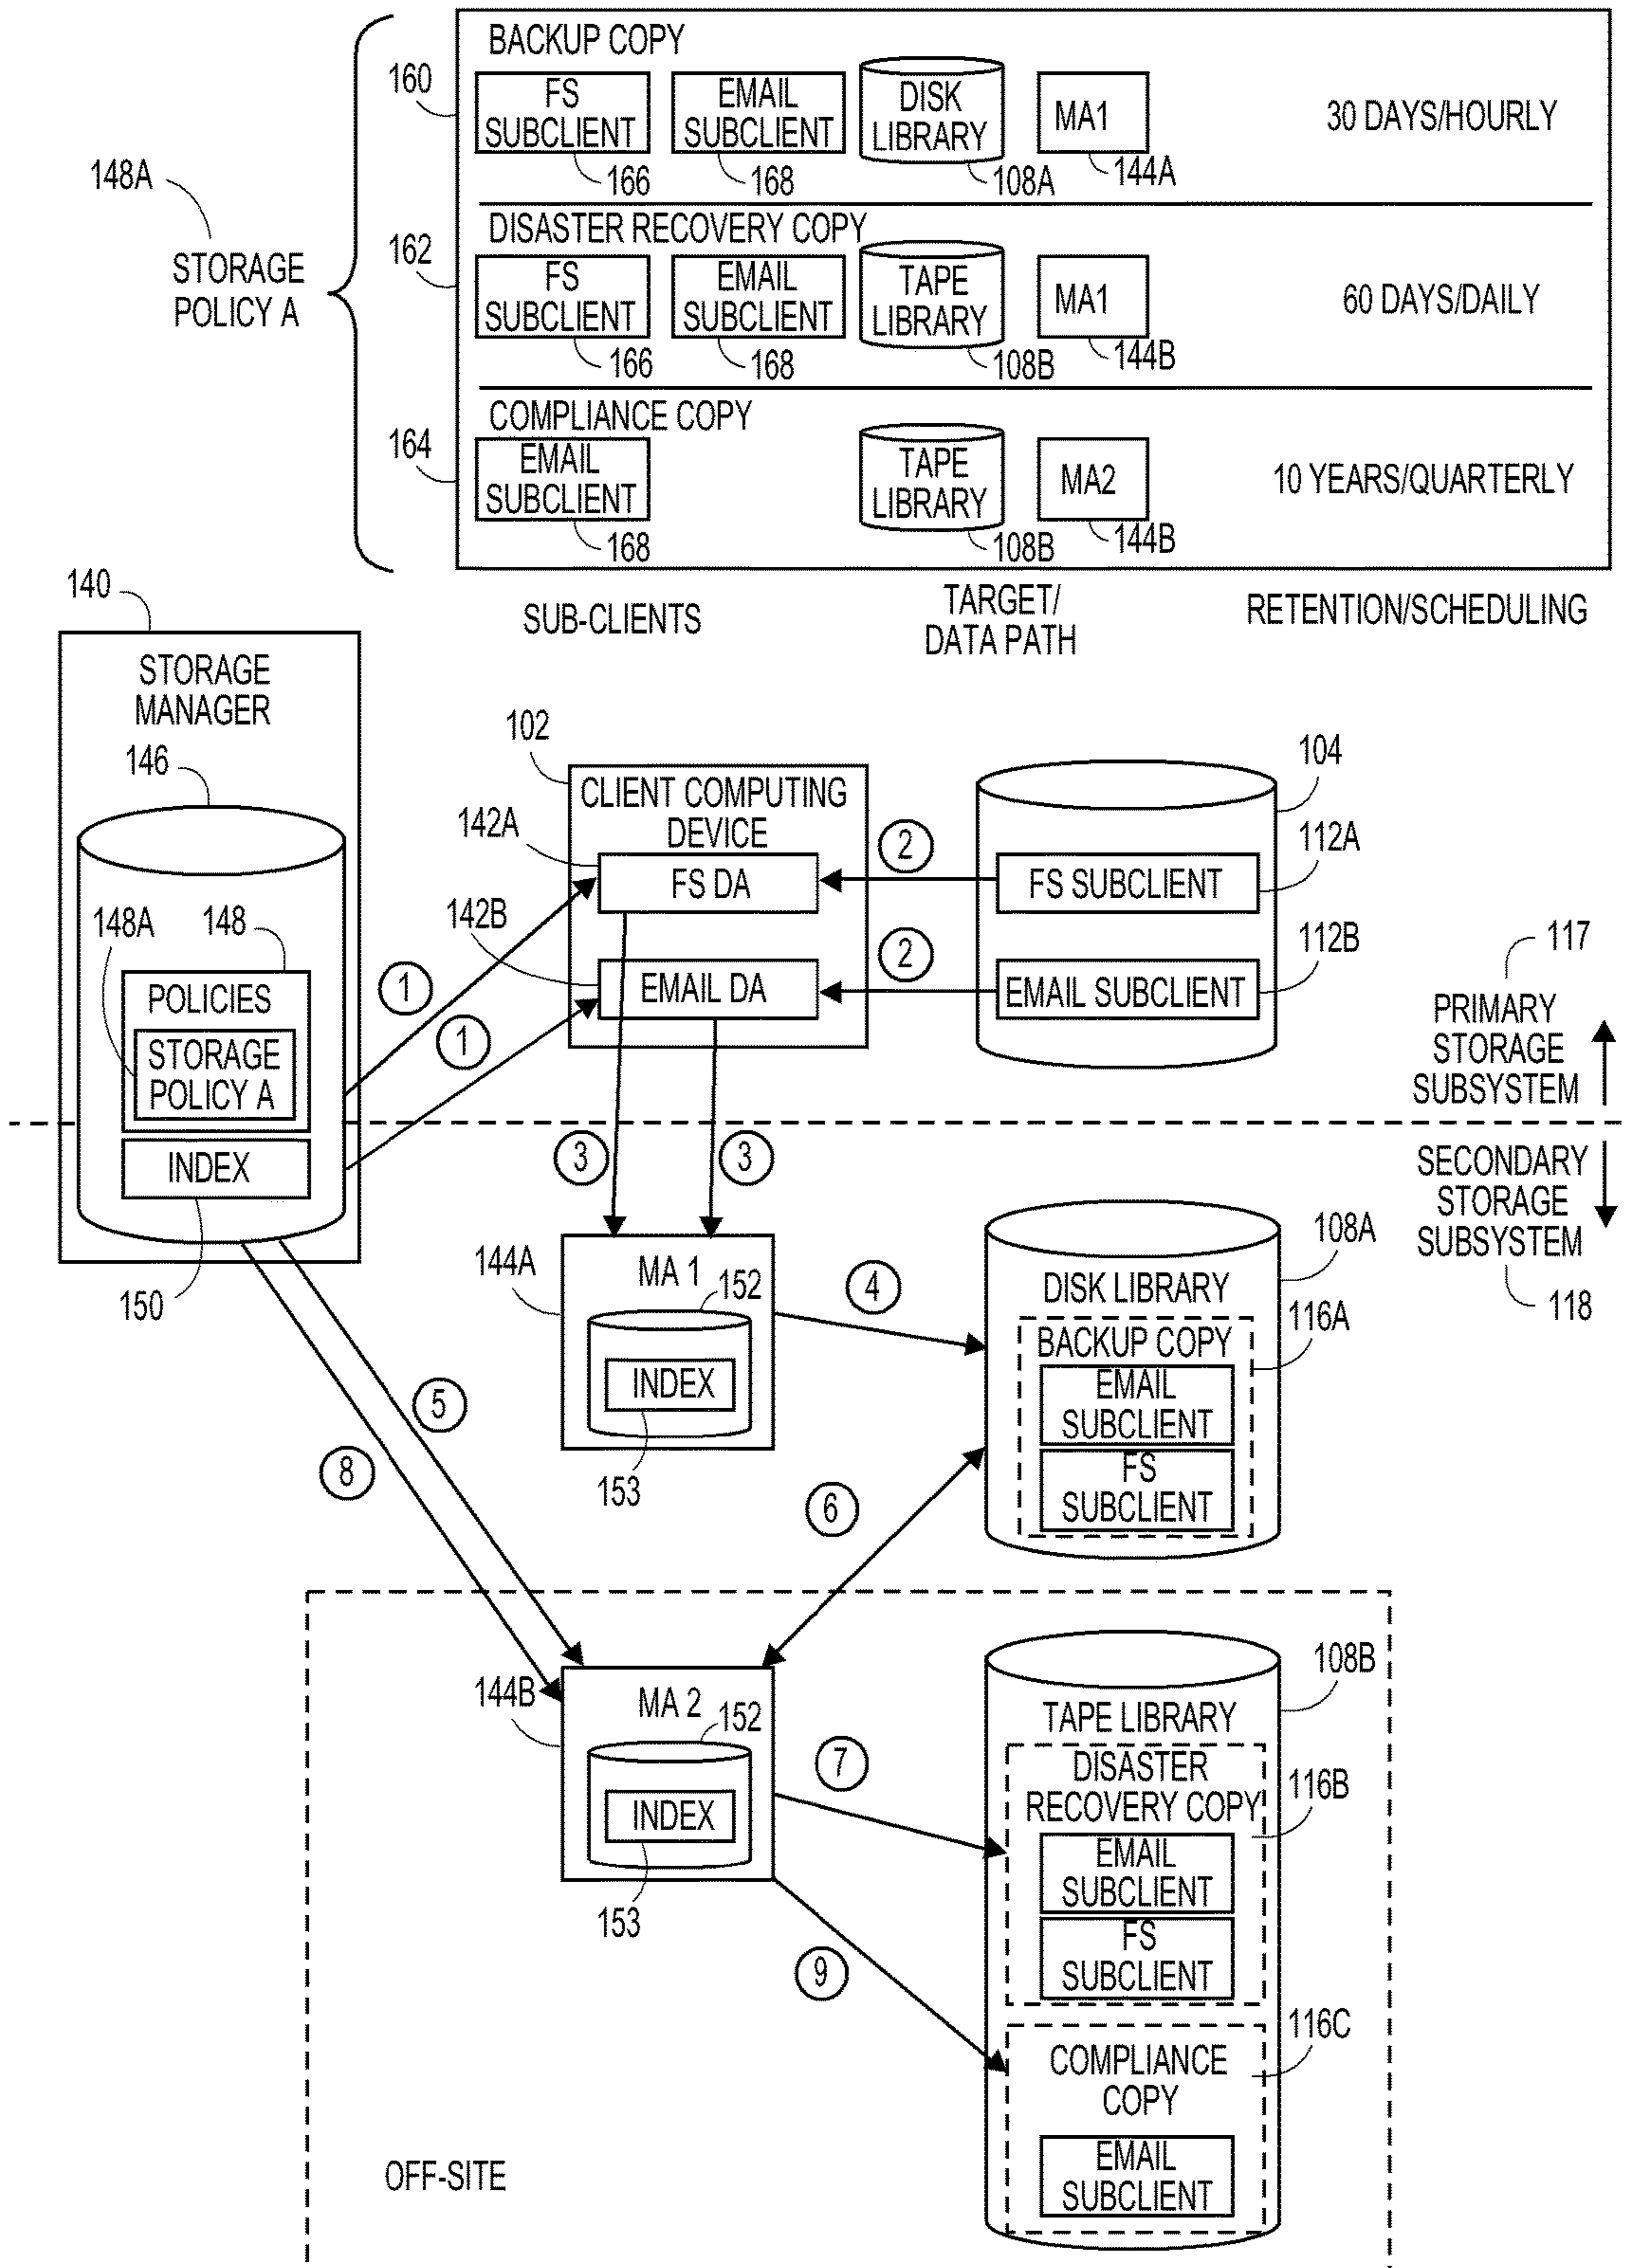 BACKUP COPY
160
FS
SUBCLIENT
166
EMAIL
SUBCLIENT
168
DISK
LIBRARY
108A
MA1
144A
30 DAYS/HOURLY
148A
STORAGE
POLICY A
DISASTER RECOVERY COPY
162
FS
SUBCLIENT
166
EMAIL
SUBCLIENT
168
TAPE
LIBRARY
108B
MA1
144B
60 DAYS/DAILY
COMPLIANCE COPY
164
EMAIL
SUBCLIENT
168
TAPE
LIBRARY
108B
MA2
144B
10 YEARS/QUARTERLY
SUB-CLIENTS
TARGET/
DATA PATH
RETENTION/SCHEDULING
140
STORAGE
MANAGER
146
148A
148
POLICIES
STORAGE
POLICY A
INDEX
150
102
CLIENT COMPUTING
DEVICE
142A
FS DA
142B
EMAIL DA
104
2
FS SUBCLIENT
112A
2
EMAIL SUBCLIENT
112B
1
1
117
PRIMARY
STORAGE
SUBSYSTEM
SECONDARY
STORAGE
SUBSYSTEM
118
3
3
144A
MA 1
152
INDEX
153
4
108A
DISK LIBRARY
BACKUP COPY
116A
EMAIL
SUBCLIENT
FS
SUBCLIENT
5
8
6
144B
MA 2
152
INDEX
153
7
9
108B
TAPE LIBRARY
DISASTER
RECOVERY COPY
116B
EMAIL
SUBCLIENT
FS
SUBCLIENT
116C
COMPLIANCE
COPY
EMAIL
SUBCLIENT
OFF-SITE